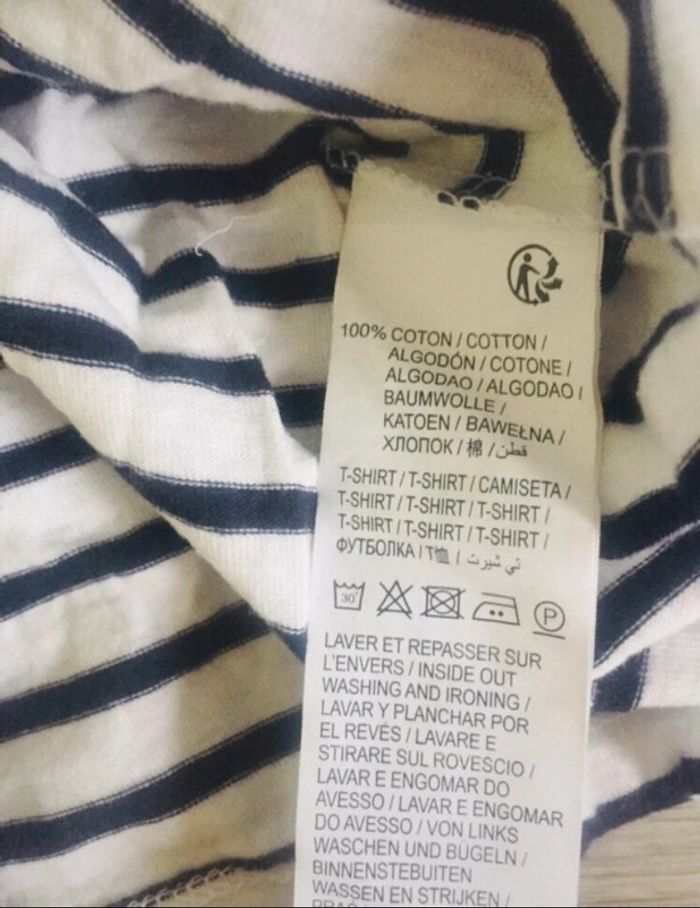 100% COTON / COTTON /
ALGODÓN / COTONE /
ALGODAO / ALGODAO /
BAUMWOLLE /
KATOEN / BAWEŁNA /
ХЛОПОК / 棉 / قطن
T-SHIRT / T-SHIRT / CAMISETA /
T-SHIRT / T-SHIRT / T-SHIRT /
T-SHIRT / T-SHIRT / T-SHIRT /
ФУТБОЛКА / T恤 / تي شيرت
30°
P
LAVER ET REPASSER SUR
L'ENVERS / INSIDE OUT
WASHING AND IRONING /
LAVAR Y PLANCHAR POR
EL REVÉS / LAVARE E
STIRARE SUL ROVESCIO /
LAVAR E ENGOMAR DO
AVESSO / LAVAR E ENGOMAR
DO AVESSO / VON LINKS
WASCHEN UND BUGELN /
BINNENSTEBUITEN
WASSEN EN STRIJKEN /